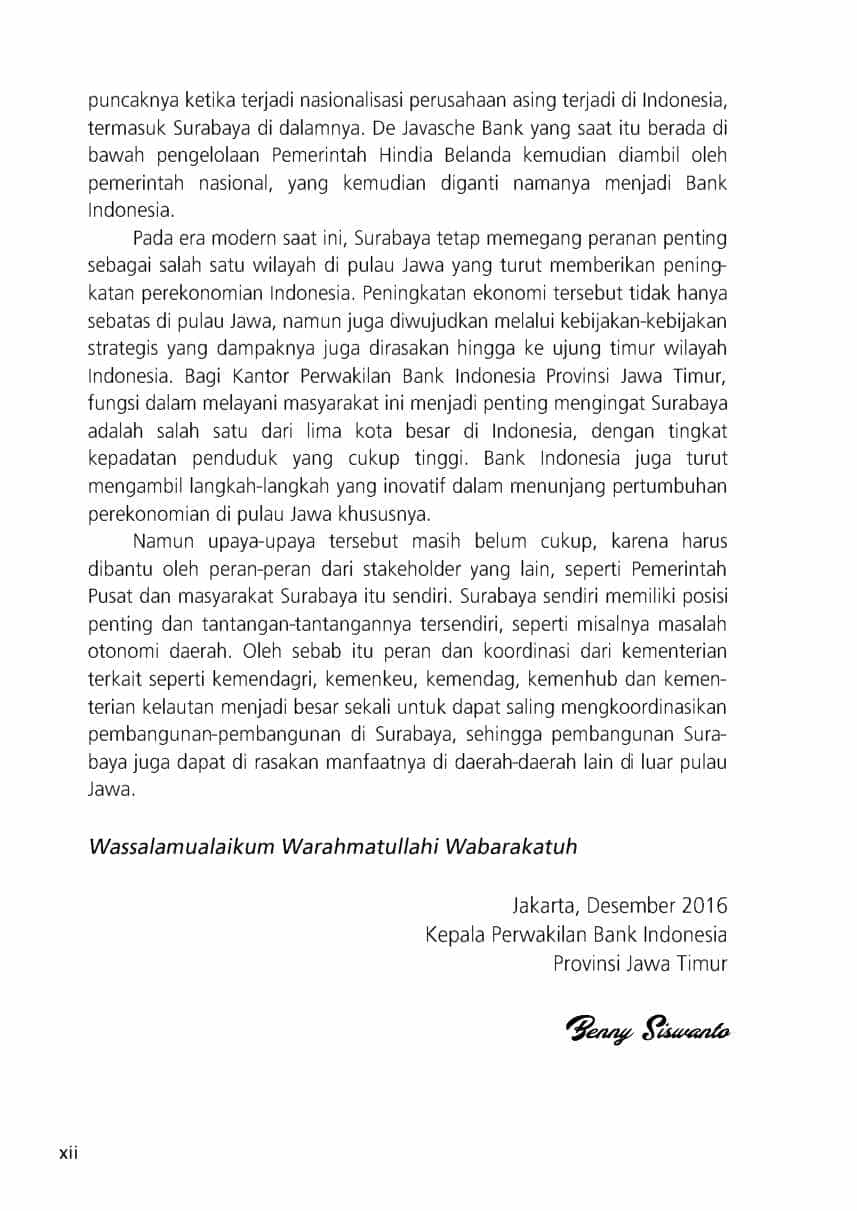 puncaknya ketika terjadi nasionalisasi perusahaan asing terjadi di Indonesia,
termasuk Surabaya di dalamnya. De Javasche Bank yang saat itu berada di
bawah pengelolaan Pemerintah Hindia Belanda kemudian diambil oleh
pemerintah nasional, yang kemudian diganti namanya menjadi Bank
Indonesia.
Pada era modern saat ini, Surabaya tetap memegang peranan penting
sebagai salah satu wilayah di pulau Jawa yang turut memberikan pening-
katan perekonomian Indonesia. Peningkatan ekonomi tersebut tidak hanya
sebatas di pulau Jawa, namun juga diwujudkan melalui kebijakan-kebijakan
strategis yang dampaknya juga dirasakan hingga ke ujung timur wilayah
Indonesia. Bagi Kantor Perwakilan Bank Indonesia Provinsi Jawa Timur,
fungsi dalam melayani masyarakat ini menjadi penting mengingat Surabaya
adalah salah satu dari lima kota besar di Indonesia, dengan tingkat
kepadatan penduduk yang cukup tinggi. Bank Indonesia juga turut
mengambil langkah-langkah yang inovatif dalam menunjang pertumbuhan
perekonomian di pulau Jawa khususnya.
Namun upaya-upaya tersebut masih belum cukup, karena harus
dibantu oleh peran-peran dari stakeholder yang lain, seperti Pemerintah
Pusat dan masyarakat Surabaya itu sendiri. Surabaya sendiri memiliki posisi
penting dan tantangan-tantangannya tersendiri, seperti misalnya masalah
otonomi daerah. Oleh sebab itu peran dan koordinasi dari kementerian
terkait seperti kemendagri, kemenkeu, kemendag, kemenhub dan kemen-
terian kelautan menjadi besar sekali untuk dapat saling mengkoordinasikan
pembangunan-pembangunan di Surabaya, sehingga pembangunan Sura-
baya juga dapat di rasakan manfaatnya di daerah-daerah lain di luar pulau
Jawa.
Wassalamualaikum Warahmatullahi Wabarakatuh
Jakarta, Desember 2016
Kepala Perwakilan Bank Indonesia
Provinsi Jawa Timur
Benny Siswanto
xii